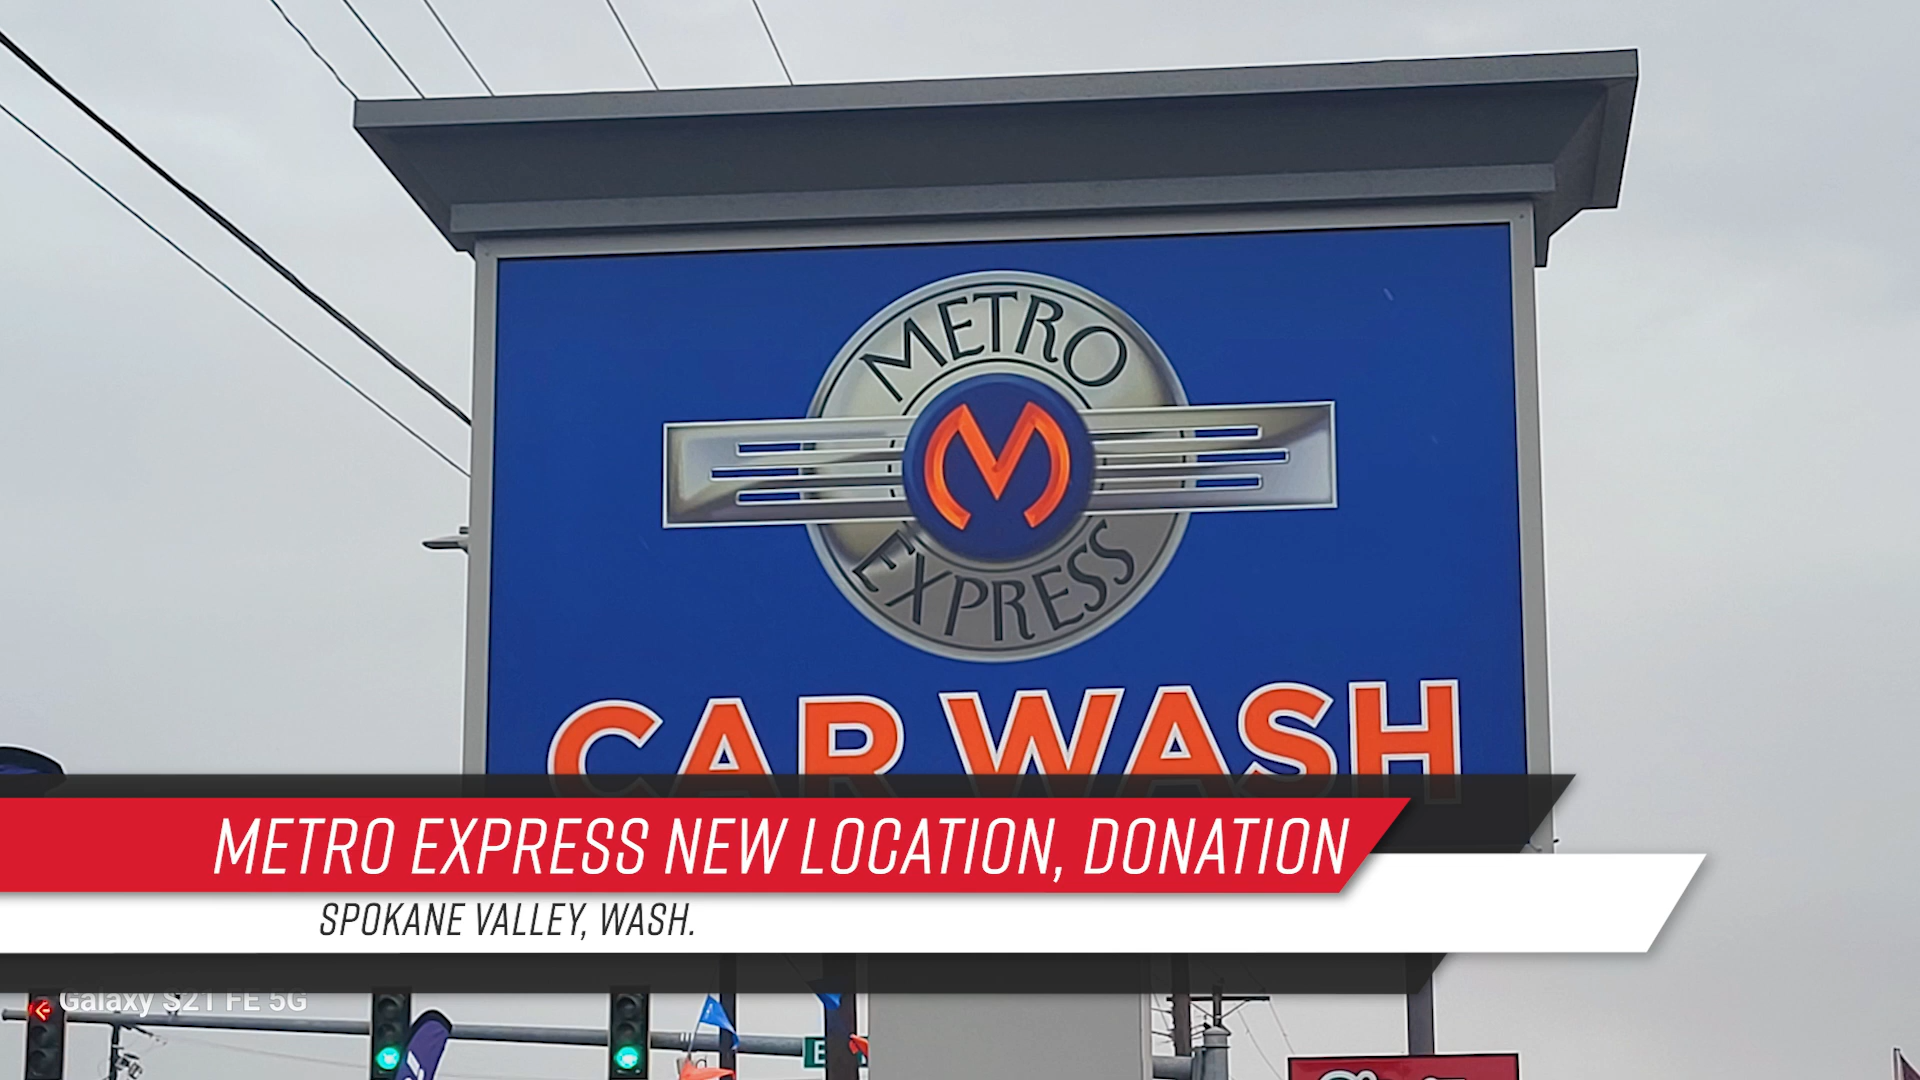 METRO
M
EXPRESS
CAR WASH
METRO EXPRESS NEW LOCATION, DONATION
SPOKANE VALLEY, WASH.
Galaxy S21 FE 5G
E